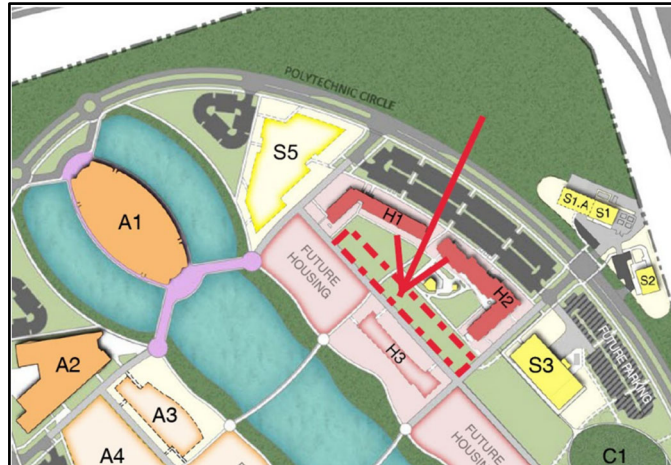 POLYTECHNIC CIRCLE
S5
S1.A
S1
A1
H1
S2
FUTURE
HOUSING
H2
FUTURE PARKING
A2
H3
S3
A3
FUTURE
HOUSING
A4
C1